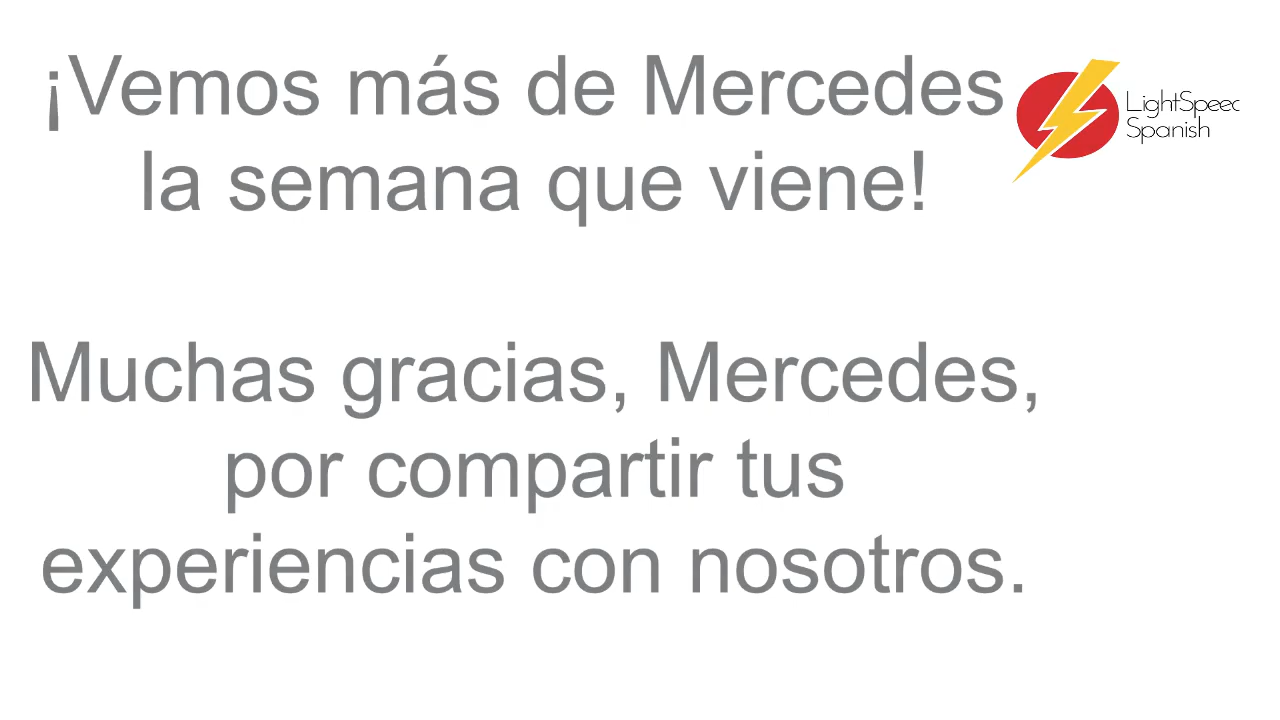 ¡Vemos más de Mercedes
la semana que viene!
LightSpeed
Spanish
Muchas gracias, Mercedes,
por compartir tus
experiencias con nosotros.